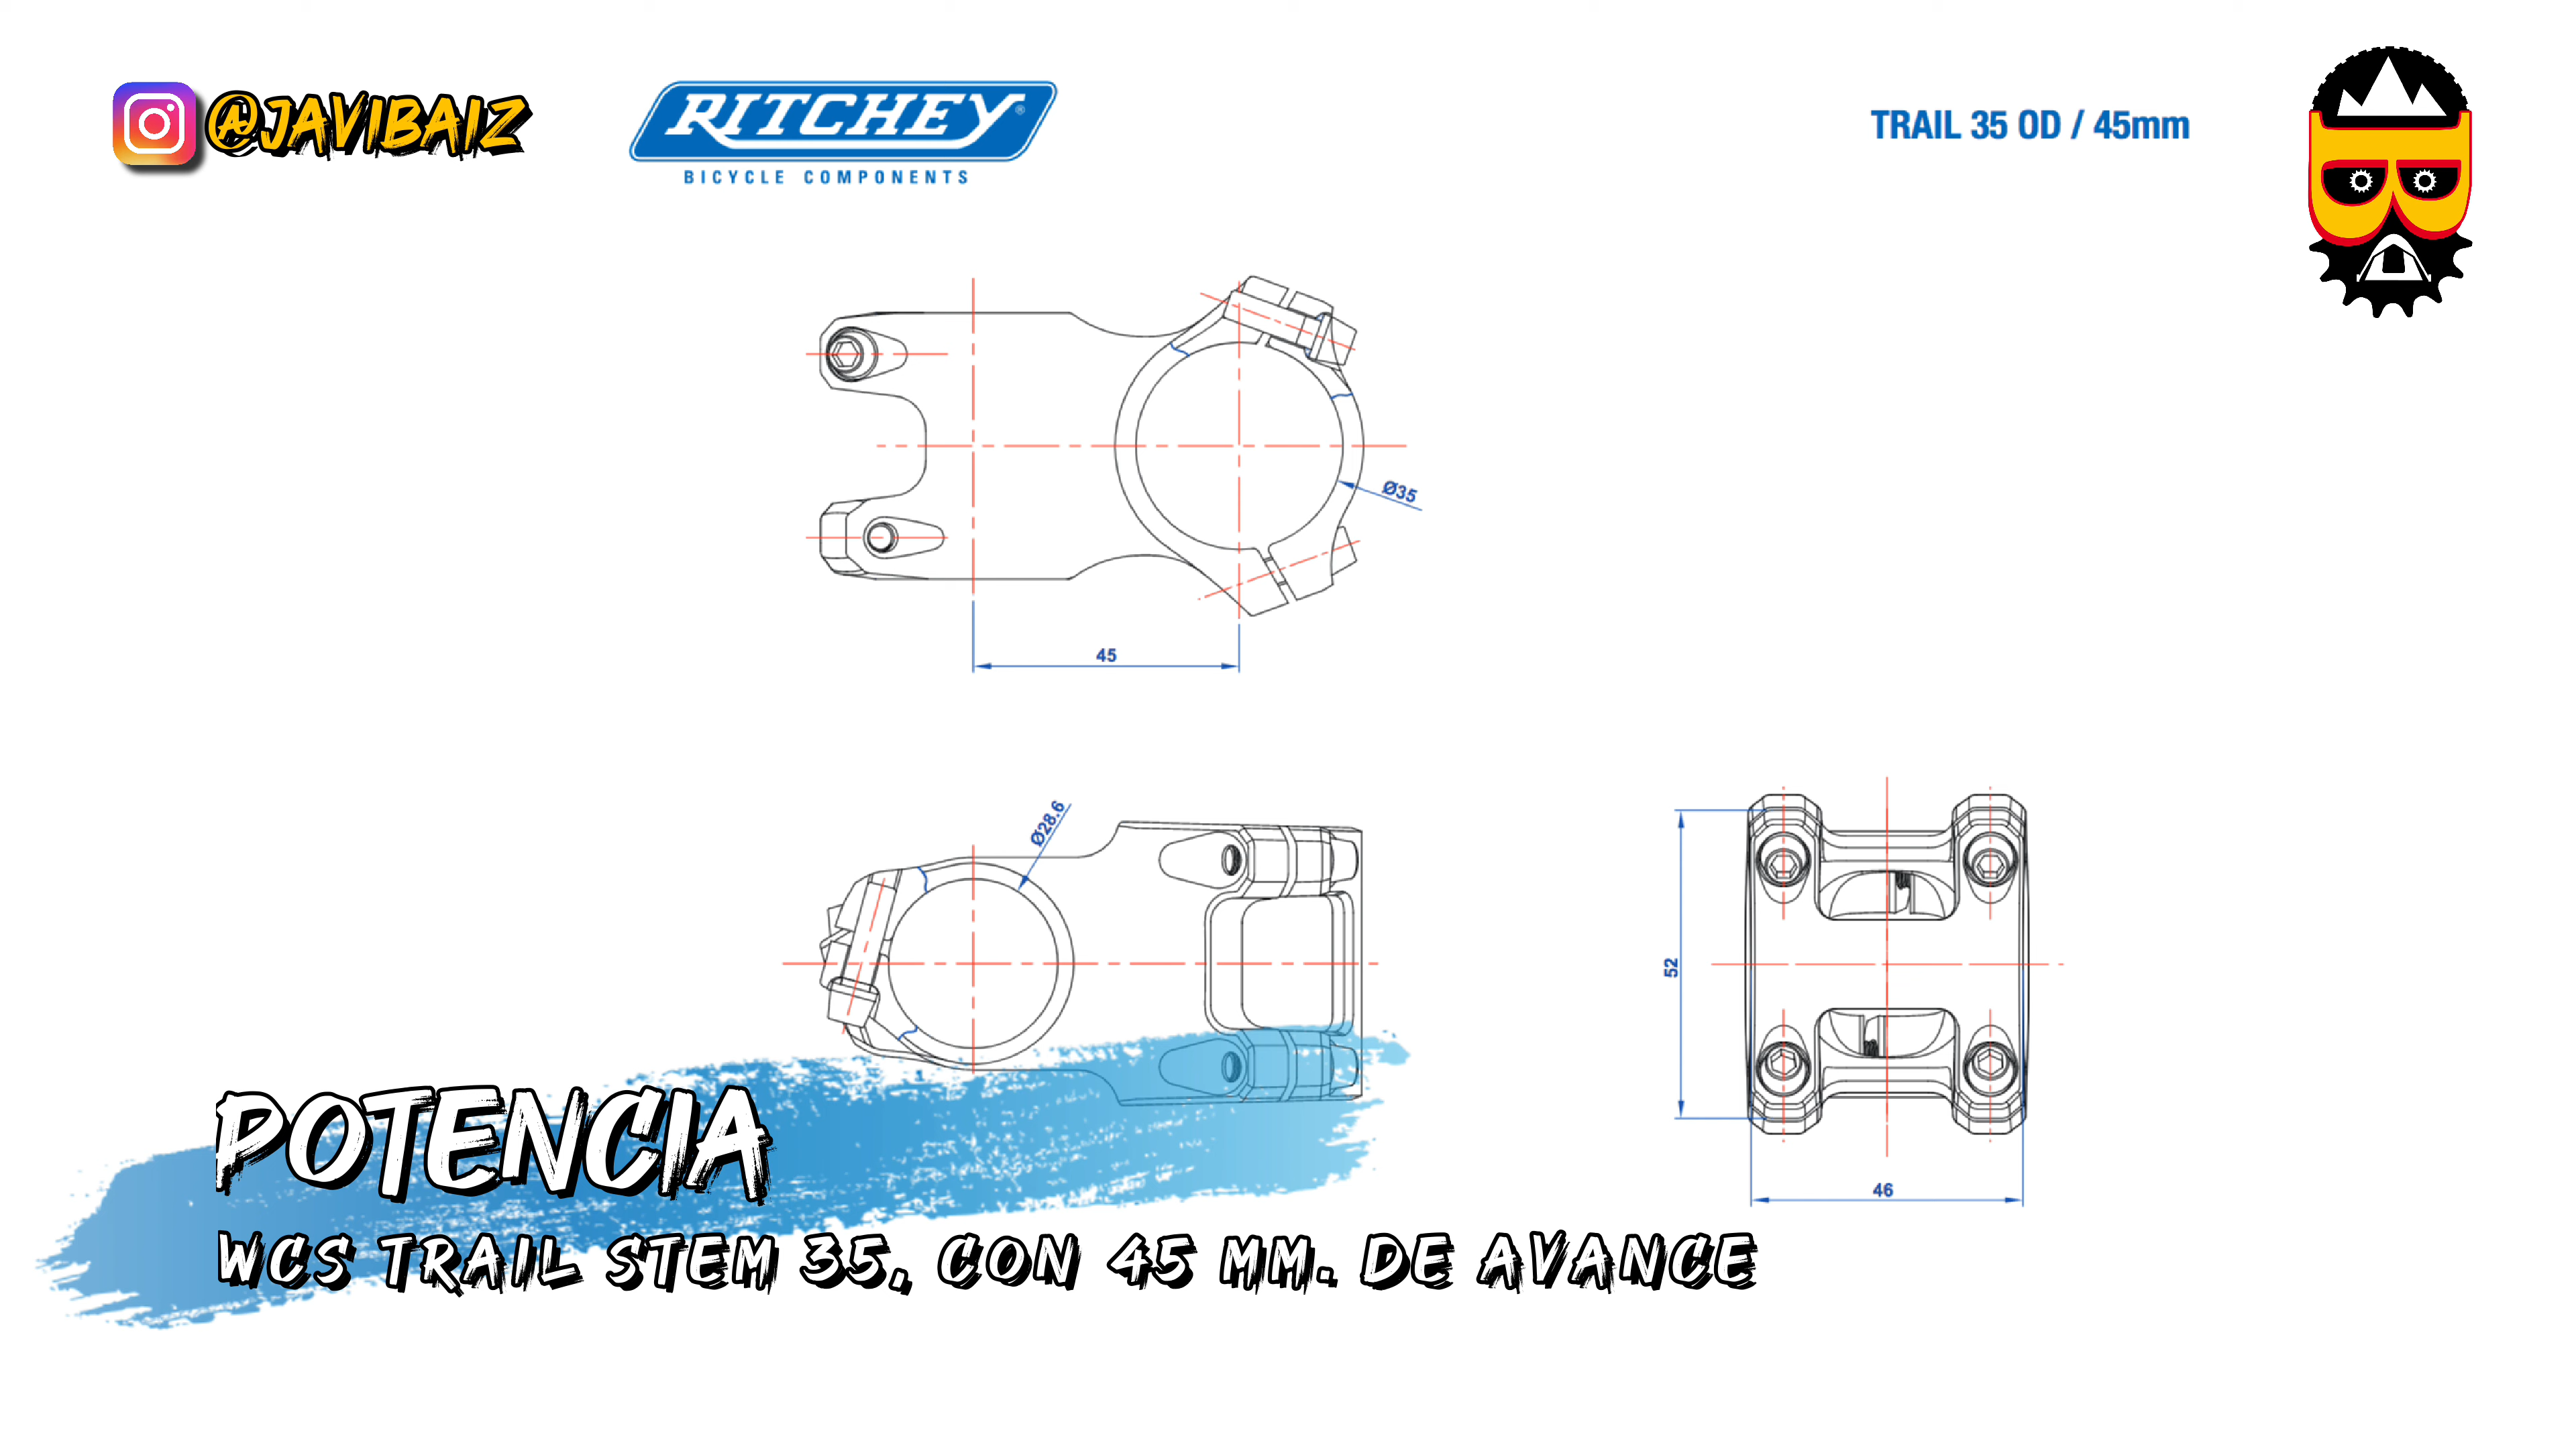 @JAVIBAIZ
RITCHEY®
BICYCLE COMPONENTS
TRAIL 35 OD / 45mm
Ø35
45
Ø28.6
52
46
POTENCIA
WCS TRAIL STEM 35, CON 45 MM. DE AVANCE